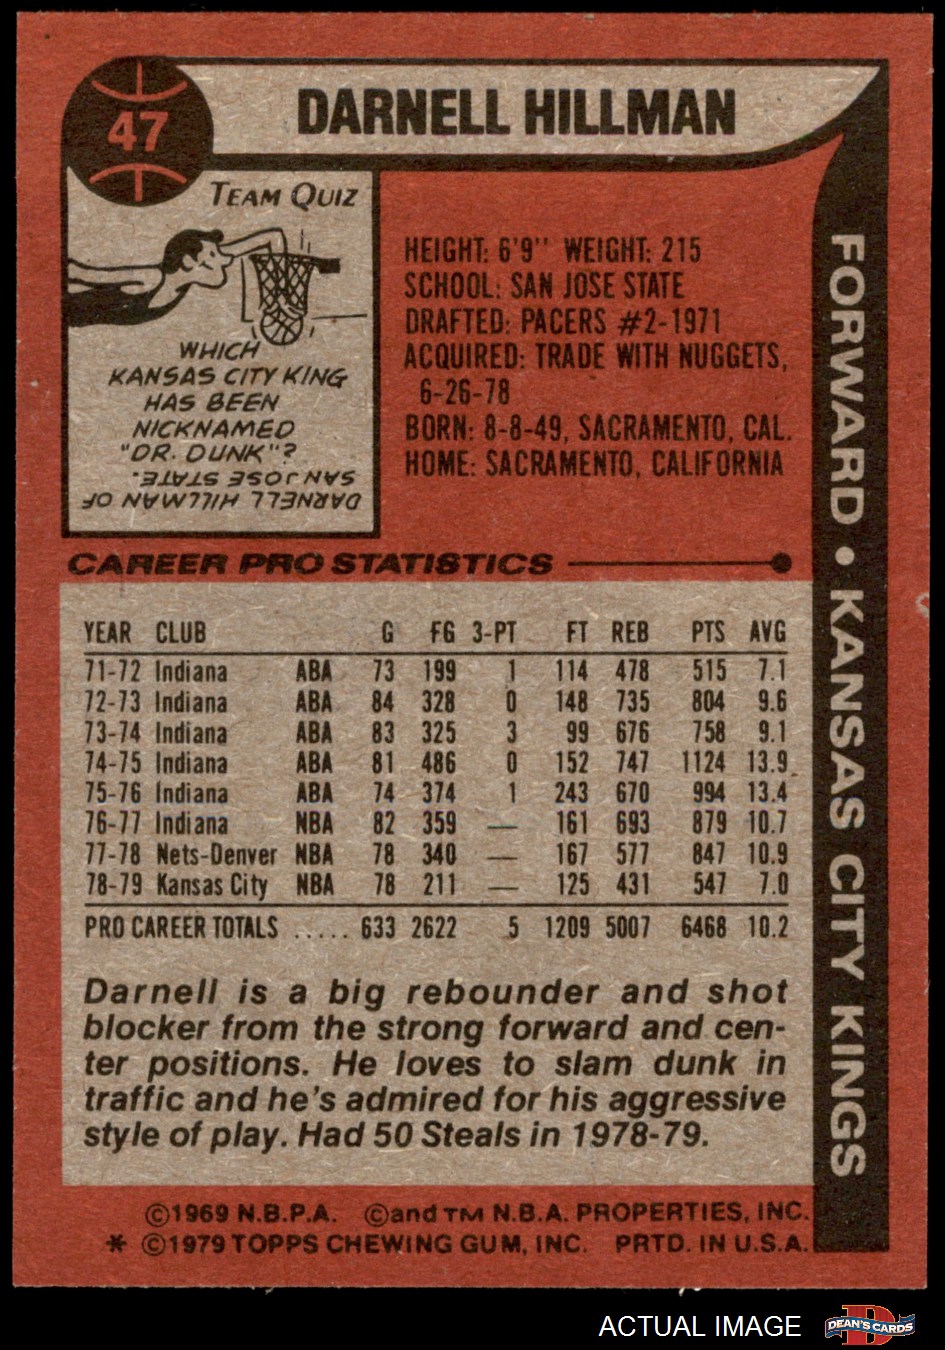 47
DARNELL HILLMAN
TEAM QUIZ
WHICH
KANSAS CITY KING
HAS BEEN
NICKNAMED
"DR. DUNK"?
DARNELL HILLMAN OF
SAN JOSE STATE.
HEIGHT: 6'9'' WEIGHT: 215
SCHOOL: SAN JOSE STATE
DRAFTED: PACERS #2-1971
ACQUIRED: TRADE WITH NUGGETS,
6-26-78
BORN: 8-8-49, SACRAMENTO, CAL.
HOME: SACRAMENTO, CALIFORNIA
FORWARD • KANSAS CITY KINGS
CAREER PRO STATISTICS
YEAR CLUB G FG 3-PT FT REB PTS AVG
71-72 Indiana ABA 73 199 1 114 478 515 7.1
72-73 Indiana ABA 84 328 0 148 735 804 9.6
73-74 Indiana ABA 83 325 3 99 676 758 9.1
74-75 Indiana ABA 81 486 0 152 747 1124 13.9
75-76 Indiana ABA 74 374 1 243 670 994 13.4
76-77 Indiana NBA 82 359 — 161 693 879 10.7
77-78 Nets-Denver NBA 78 340 — 167 577 847 10.9
78-79 Kansas City NBA 78 211 — 125 431 547 7.0
PRO CAREER TOTALS ..... 633 2622 5 1209 5007 6468 10.2
Darnell is a big rebounder and shot
blocker from the strong forward and cen-
ter positions. He loves to slam dunk in
traffic and he's admired for his aggressive
style of play. Had 50 Steals in 1978-79.
©1969 N.B.P.A. ©and TM N.B.A. PROPERTIES, INC.
* ©1979 TOPPS CHEWING GUM, INC. PRTD. IN U.S.A.
ACTUAL IMAGE
D
DEAN'S CARDS